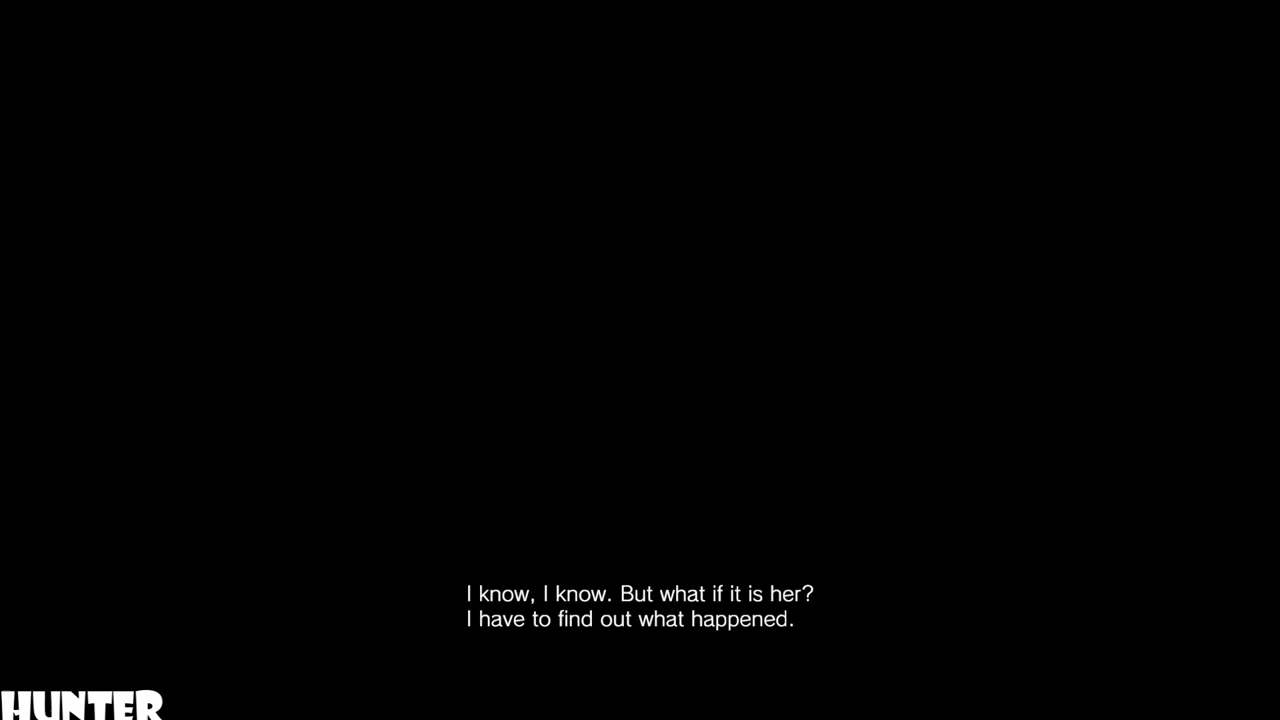 I know, I know. But what if it is her?
I have to find out what happened.
HUNTER